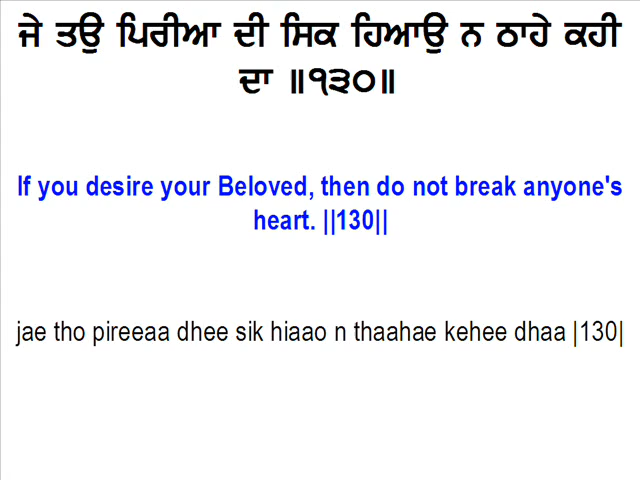 ਜੇ ਤਉ ਪਿਰੀਆ ਦੀ ਸਿਕ ਹਿਆਉ ਨ ਠਾਹੇ ਕਹੀ
ਦਾ ॥੧੩੦॥
If you desire your Beloved, then do not break anyone's
heart. ||130||
jae tho pireeaa dhee sik hiaao n thaahae kehee dhaa |130|